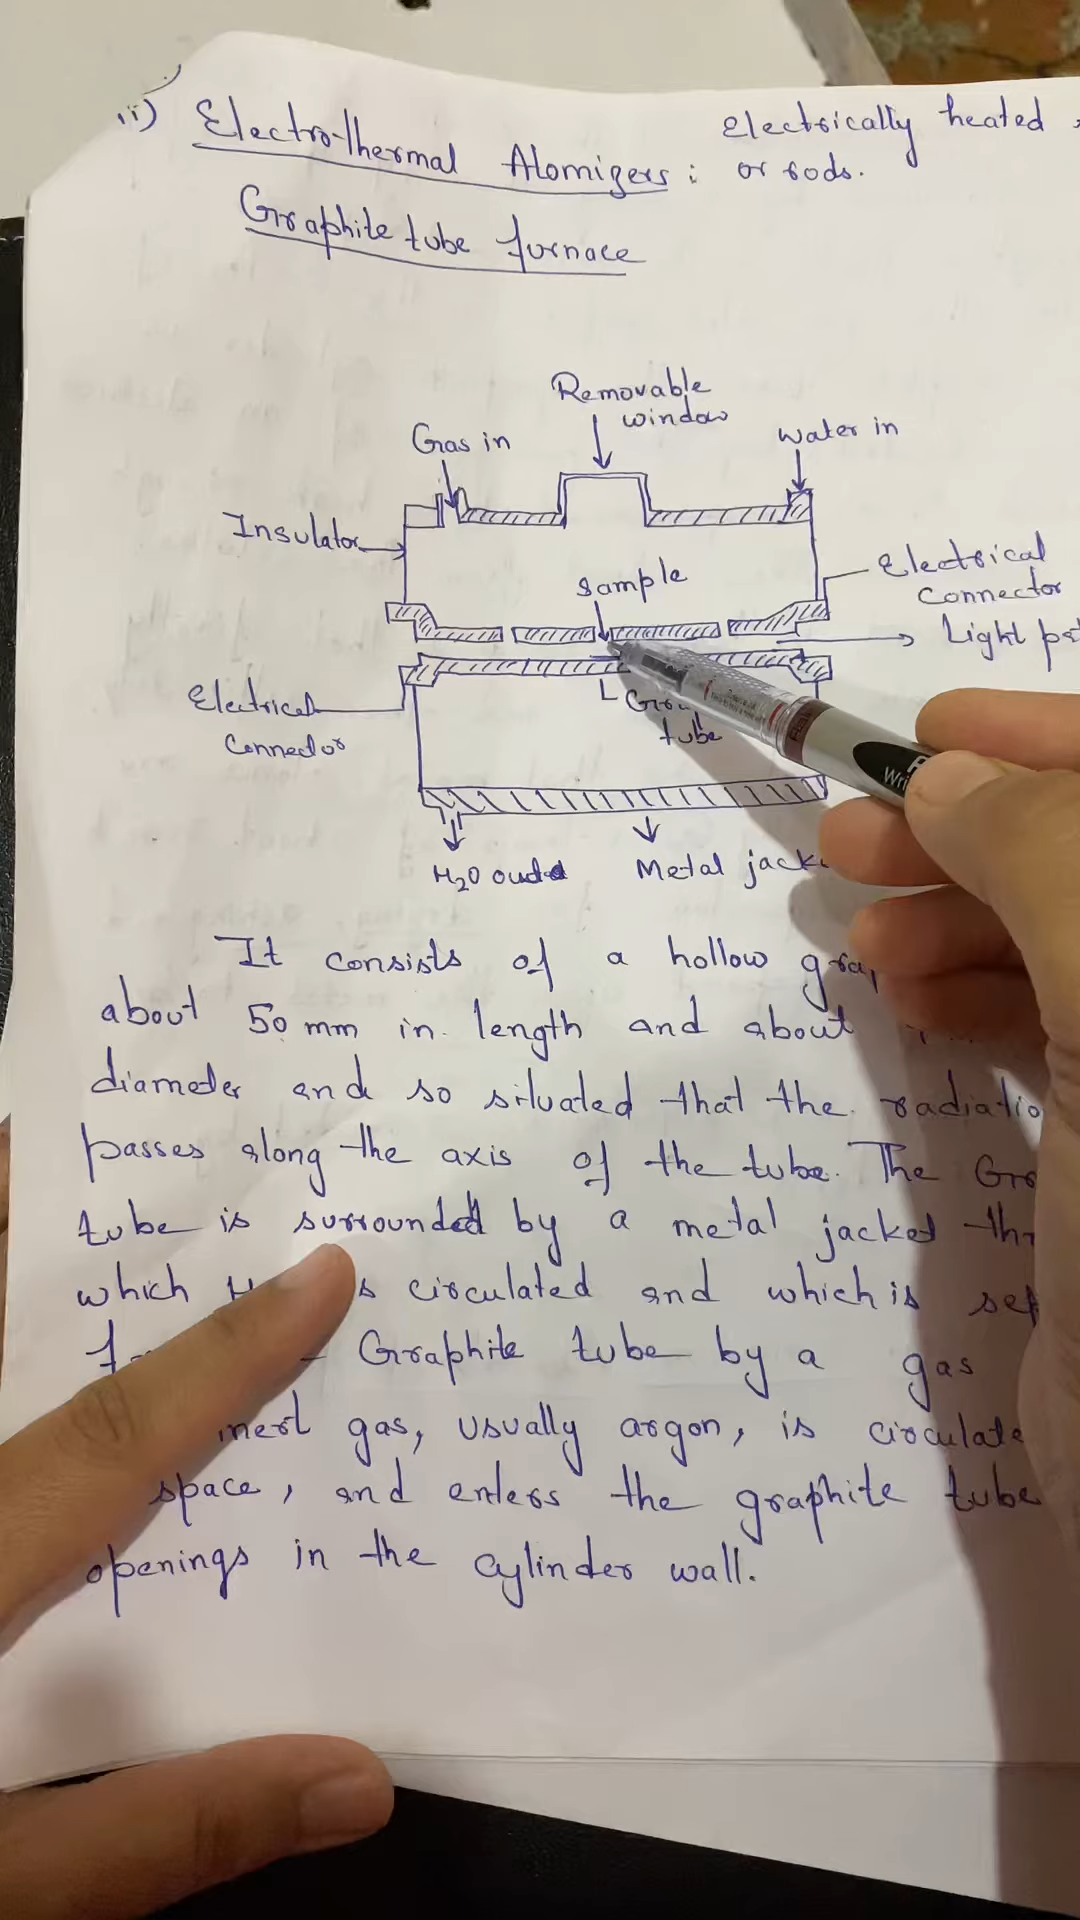 ii) Electro-thermal Atomizers: Electrically heated
or rods.
Graphite tube furnace
Removable
window
Gas in
Water in
Insulator
Sample
Electrical
Connector
Light
Electrical
Connector
tube
H₂O out
Metal
It consists of a hollow
about 50 mm in length and about
diameter and so situated that the
passes along the axis of the tube. The
tube is surrounded by a metal jacket
which circulated and which is
Graphite tube by a gas
inert gas, usually argon, is
space, and enters the graphite tube
openings in the cylinder wall.